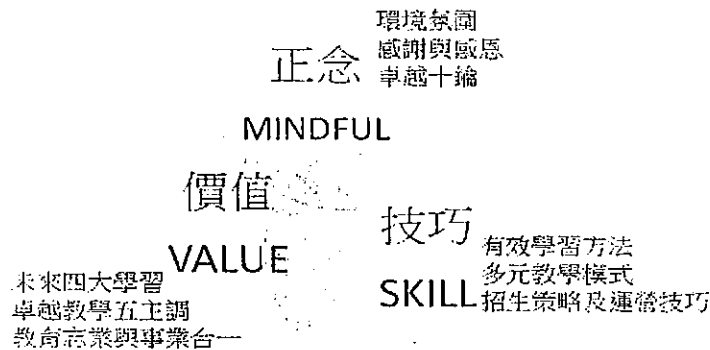 正念
環境氛圍
感謝與感恩
卓越十鑰
MINDFUL
價值
VALUE
未來四大學習
卓越教學五主調
教育志業與事業合一
技巧
SKILL
有效學習方法
多元教學模式
招生策略及運營技巧